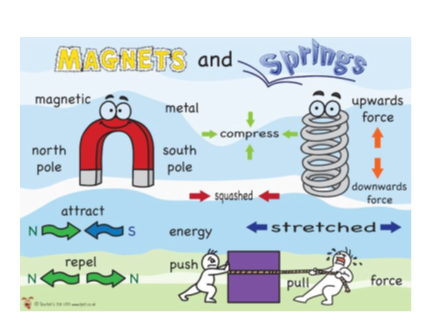 MAGNETS and Springs
magnetic
metal
north
pole
south
pole
compress
upwards
force
downwards
force
squashed
attract
N S
energy
stretched
repel
N N
push
pull
force